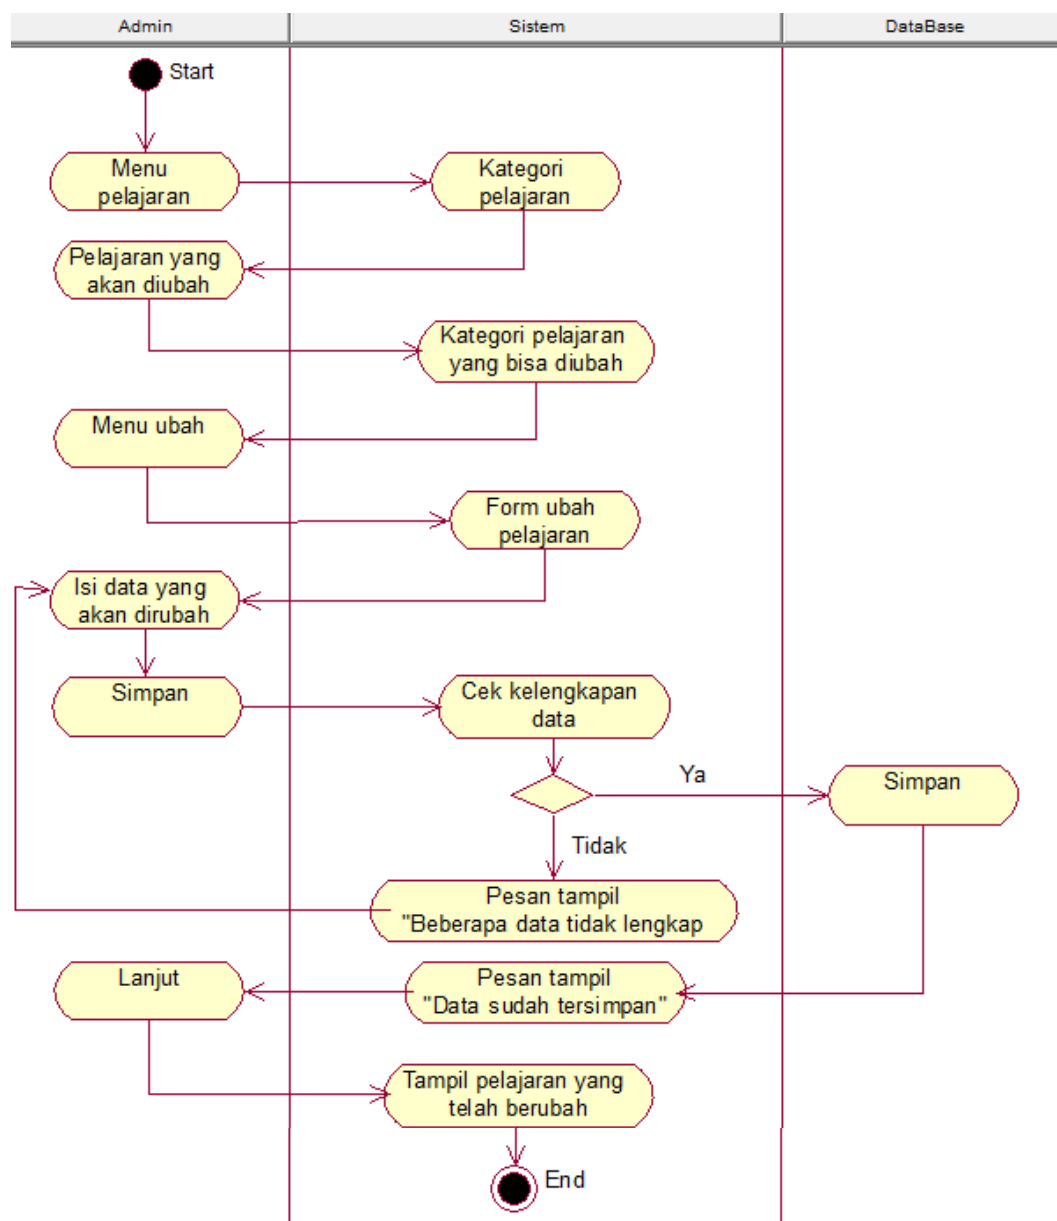 Admin
Sistem
DataBase
Start
Menu
pelajaran
Kategori
pelajaran
Pelajaran yang
akan diubah
Kategori pelajaran
yang bisa diubah
Menu ubah
Form ubah
pelajaran
Isi data yang
akan dirubah
Simpan
Cek kelengkapan
data
Ya
Simpan
Tidak
Pesan tampil
"Beberapa data tidak lengkap
Pesan tampil
"Data sudah tersimpan"
Lanjut
Tampil pelajaran yang
telah berubah
End